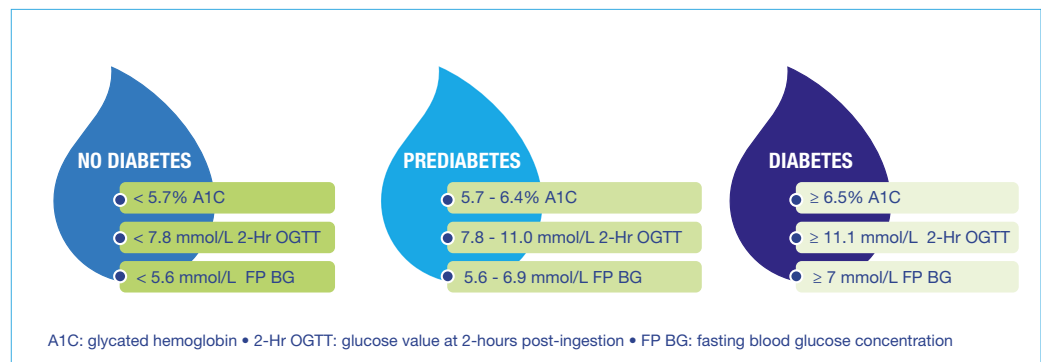 NO DIABETES
< 5.7% A1C
< 7.8 mmol/L 2-Hr OGTT
< 5.6 mmol/L FP BG
PREDIABETES
5.7 - 6.4% A1C
7.8 - 11.0 mmol/L 2-Hr OGTT
5.6 - 6.9 mmol/L FP BG
DIABETES
≥ 6.5% A1C
≥ 11.1 mmol/L 2-Hr OGTT
≥ 7 mmol/L FP BG
A1C: glycated hemoglobin • 2-Hr OGTT: glucose value at 2-hours post-ingestion • FP BG: fasting blood glucose concentration